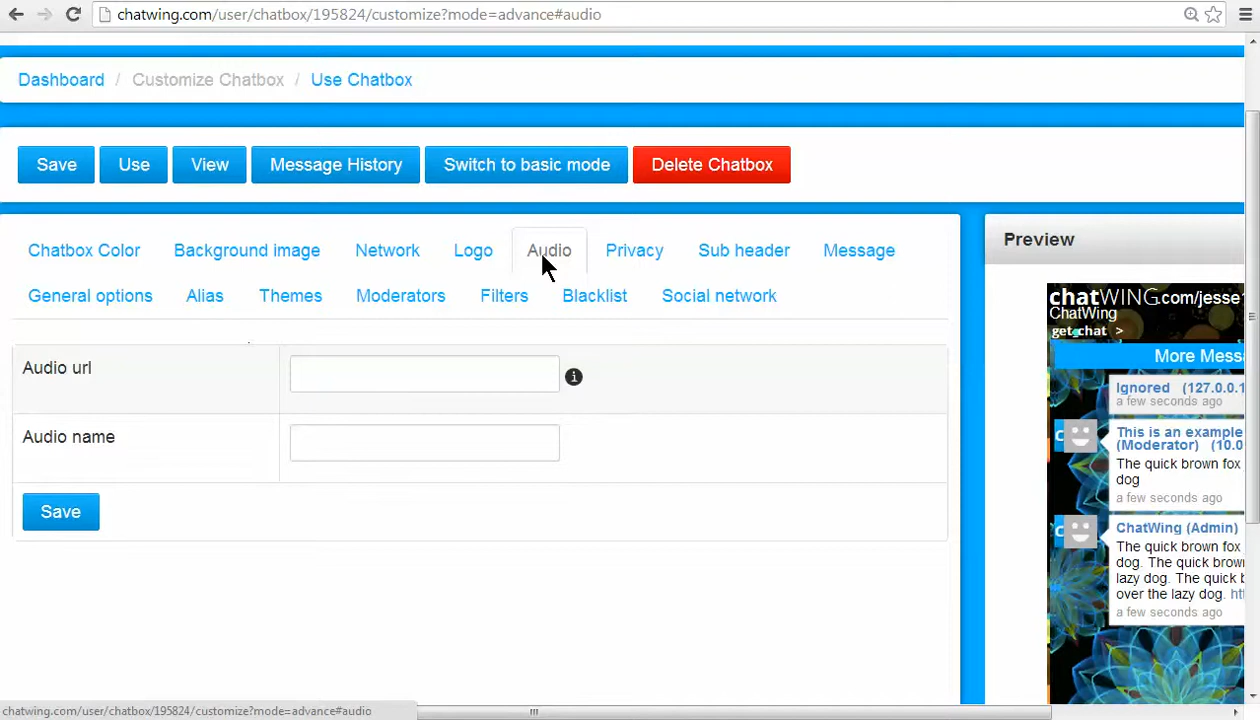 chatwing.com/user/chatbox/195824/customize?mode=advance#audio
Dashboard / Customize Chatbox / Use Chatbox
Save Use View Message History Switch to basic mode Delete Chatbox
Chatbox Color Background image Network Logo Audio Privacy Sub header Message
General options Alias Themes Moderators Filters Blacklist Social network
Audio url
Audio name
Save
Preview
chatWING.com/jesse
ChatWing
get chat >
More Mess
Ignored (127.0.0.1
a few seconds ago
This is an example
(Moderator) (10.0
The quick brown fox
dog
a few seconds ago
ChatWing (Admin)
The quick brown fox
dog. The quick brow
lazy dog. The quick b
over the lazy dog. ht
a few seconds ago
chatwing.com/user/chatbox/195824/customize?mode=advance#audio